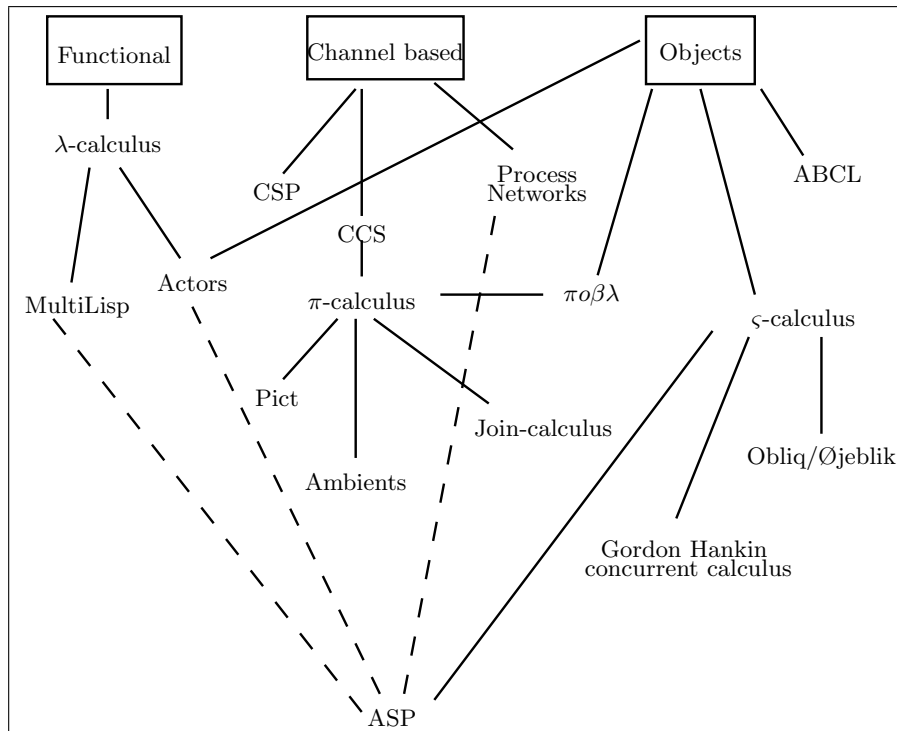 Functional
Channel based
Objects
λ-calculus
CSP
Process
Networks
ABCL
CCS
Actors
MultiLisp
π-calculus
πoβλ
ς-calculus
Pict
Join-calculus
Obliq/Øjeblik
Ambients
Gordon Hankin
concurrent calculus
ASP